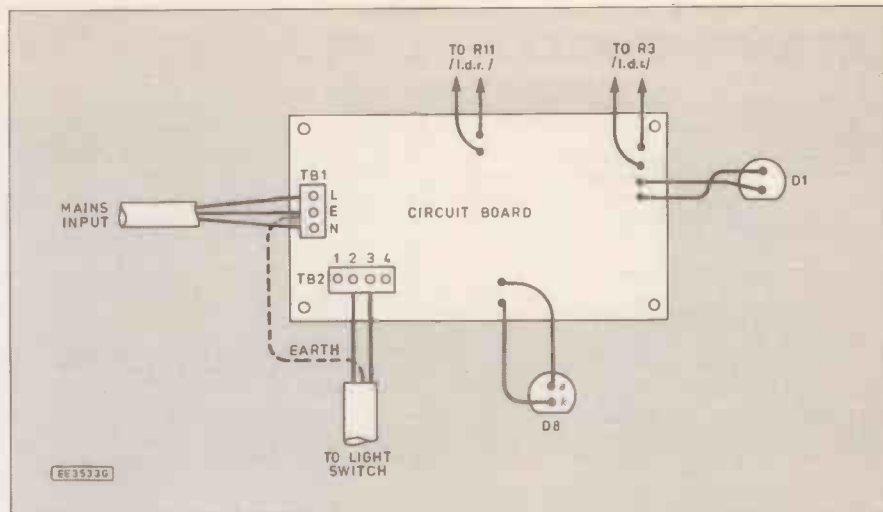 TO R11
/l.d.r./
TO R3
/l.d.r./
TB1
L
E
N
MAINS
INPUT
CIRCUIT BOARD
D1
1 2 3 4
TB2
EARTH
a
k
D8
TO LIGHT
SWITCH
EE3533G